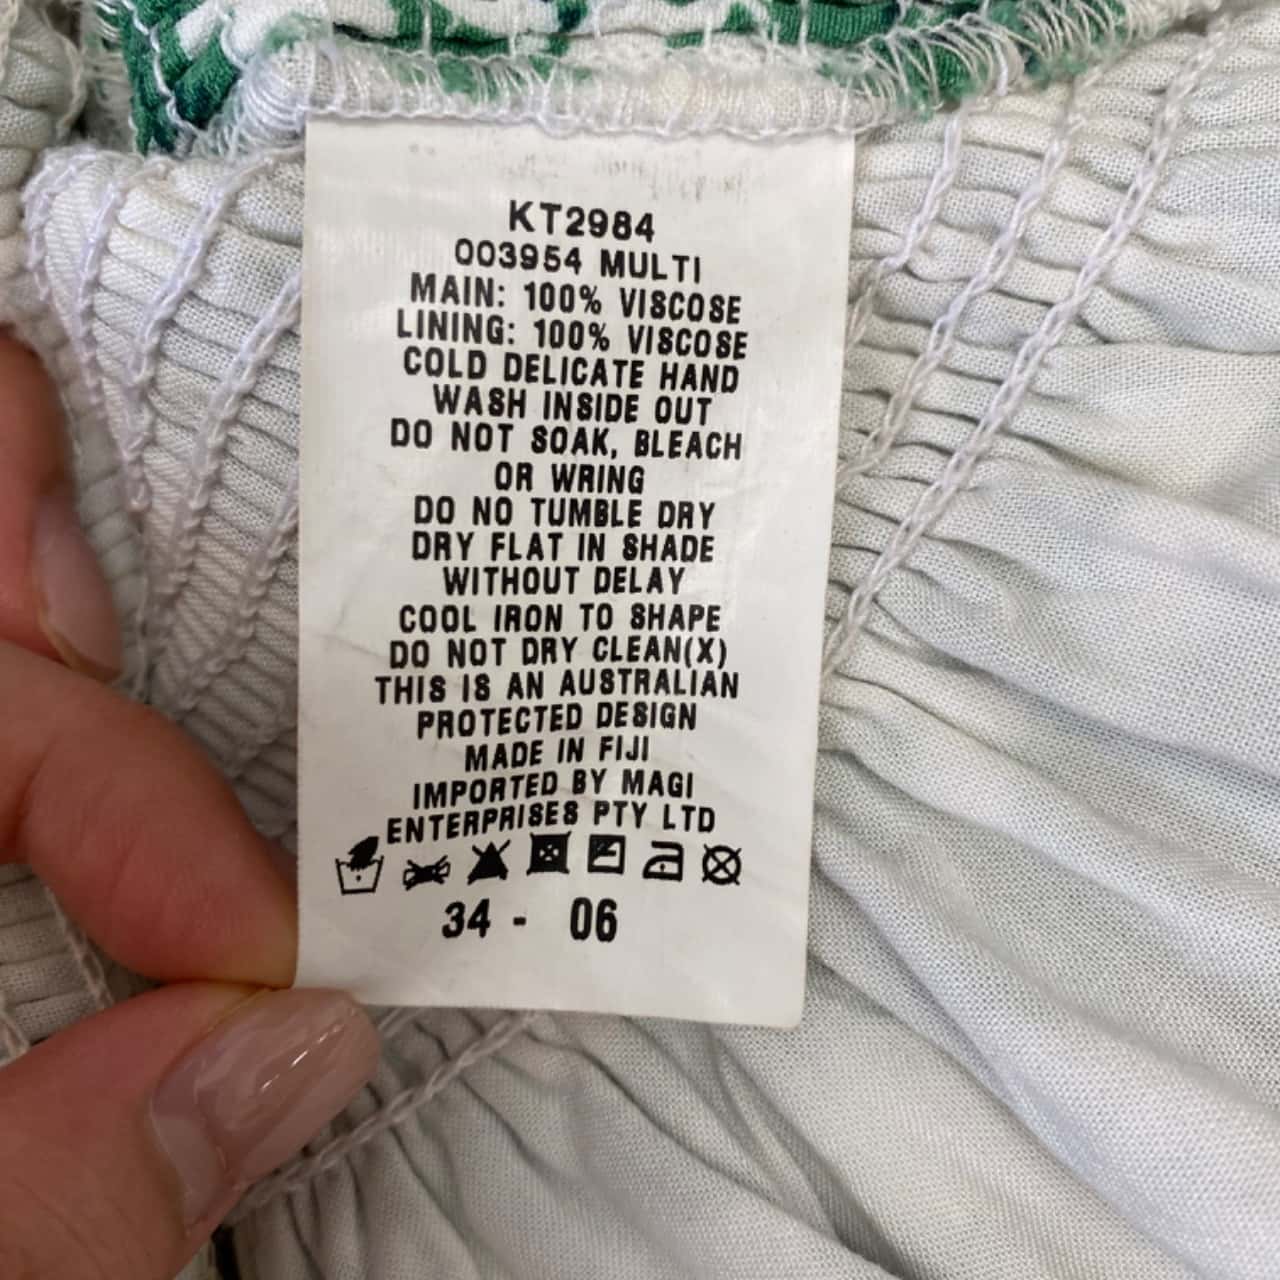 KT2984
003954 MULTI
MAIN: 100% VISCOSE
LINING: 100% VISCOSE
COLD DELICATE HAND
WASH INSIDE OUT
DO NOT SOAK, BLEACH
OR WRING
DO NO TUMBLE DRY
DRY FLAT IN SHADE
WITHOUT DELAY
COOL IRON TO SHAPE
DO NOT DRY CLEAN(X)
THIS IS AN AUSTRALIAN
PROTECTED DESIGN
MADE IN FIJI
IMPORTED BY MAGI
ENTERPRISES PTY LTD
34 - 06